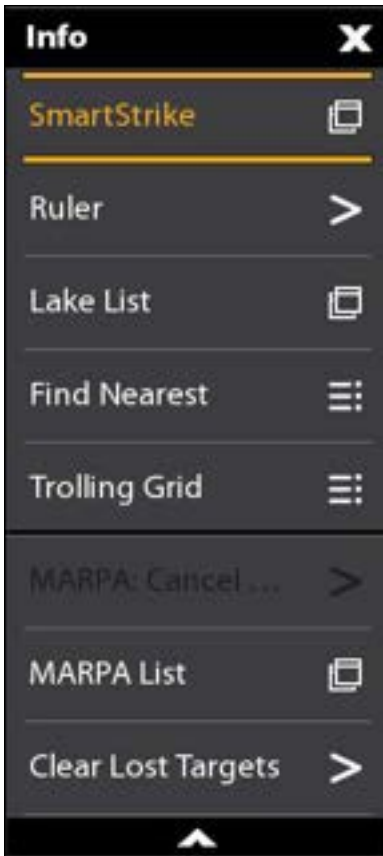 Info
SmartStrike
Ruler
Lake List
Find Nearest
Trolling Grid
MARPA: Cancel ...
MARPA List
Clear Lost Targets